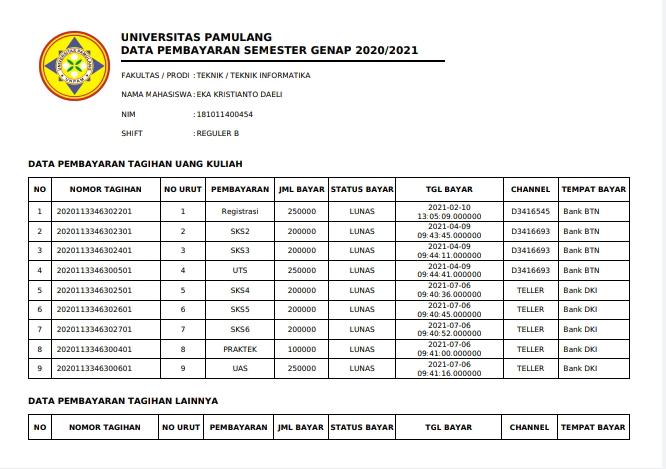 UNIVERSITAS PAMULANG
DATA PEMBAYARAN SEMESTER GENAP 2020/2021
FAKULTAS / PRODI : TEKNIK / TEKNIK INFORMATIKA
NAMA MAHASISWA : EKA KRISTIANTO DAELI
NIM : 181011400454
SHIFT : REGULER B
DATA PEMBAYARAN TAGIHAN UANG KULIAH
NO NOMOR TAGIHAN NO URUT PEMBAYARAN JML BAYAR STATUS BAYAR TGL BAYAR CHANNEL TEMPAT BAYAR
1 2020113346302201 1 Registrasi 250000 LUNAS 2021-02-10 13:05:09.000000 D3416545 Bank BTN
2 2020113346302301 2 SKS2 200000 LUNAS 2021-04-09 09:43:45.000000 D3416693 Bank BTN
3 2020113346302401 3 SKS3 200000 LUNAS 2021-04-09 09:44:11.000000 D3416693 Bank BTN
4 2020113346300501 4 UTS 250000 LUNAS 2021-04-09 09:44:41.000000 D3416693 Bank BTN
5 2020113346302501 5 SKS4 200000 LUNAS 2021-07-06 09:40:36.000000 TELLER Bank DKI
6 2020113346302601 6 SKS5 200000 LUNAS 2021-07-06 09:40:45.000000 TELLER Bank DKI
7 2020113346302701 7 SKS6 200000 LUNAS 2021-07-06 09:40:52.000000 TELLER Bank DKI
8 2020113346300401 8 PRAKTEK 100000 LUNAS 2021-07-06 09:41:00.000000 TELLER Bank DKI
9 2020113346300601 9 UAS 250000 LUNAS 2021-07-06 09:41:16.000000 TELLER Bank DKI
DATA PEMBAYARAN TAGIHAN LAINNYA
NO NOMOR TAGIHAN NO URUT PEMBAYARAN JML BAYAR STATUS BAYAR TGL BAYAR CHANNEL TEMPAT BAYAR